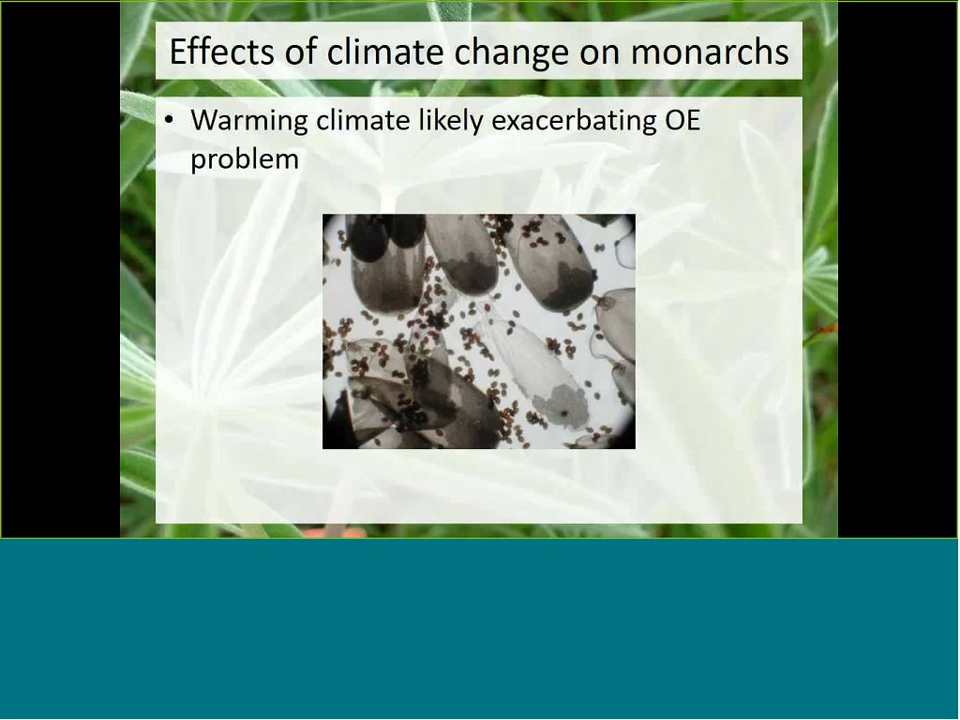 Effects of climate change on monarchs
• Warming climate likely exacerbating OE
problem